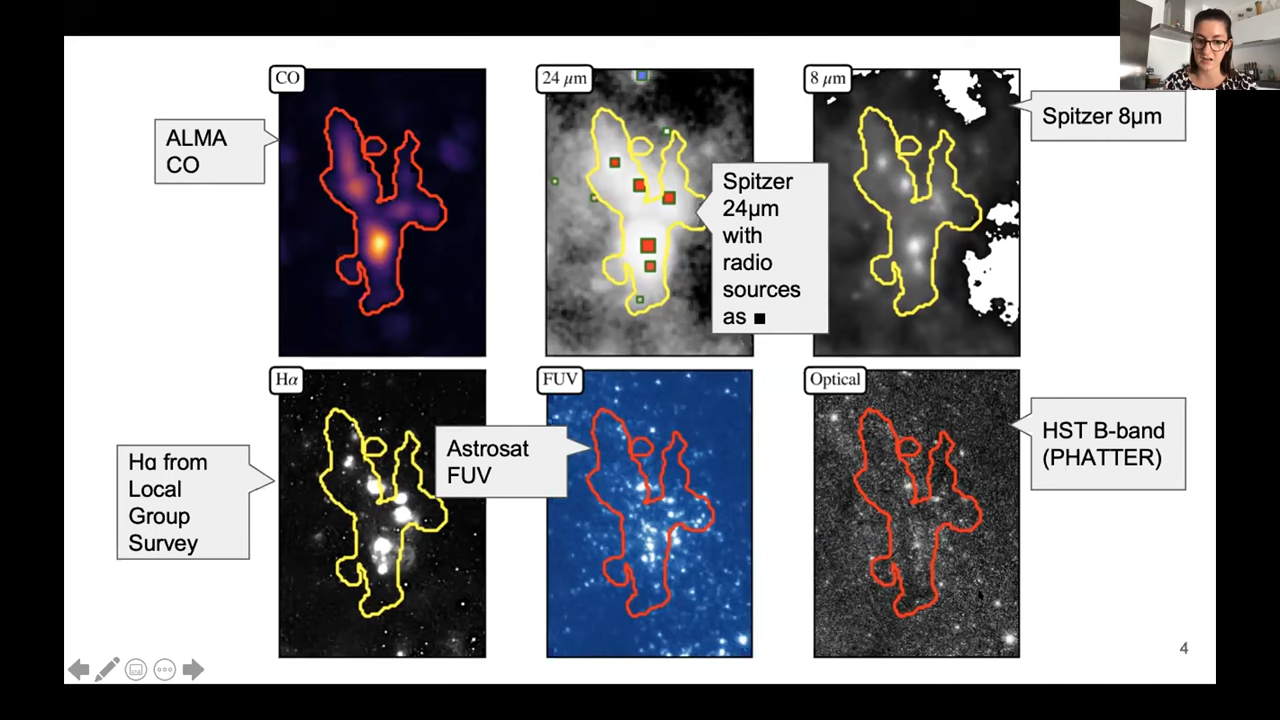 CO
24 µm
8 µm
ALMA
CO
Spitzer 8µm
Spitzer
24µm
with
radio
sources
as ■
Hα
FUV
Optical
Hɑ from
Local
Group
Survey
Astrosat
FUV
HST B-band
(PHATTER)
4